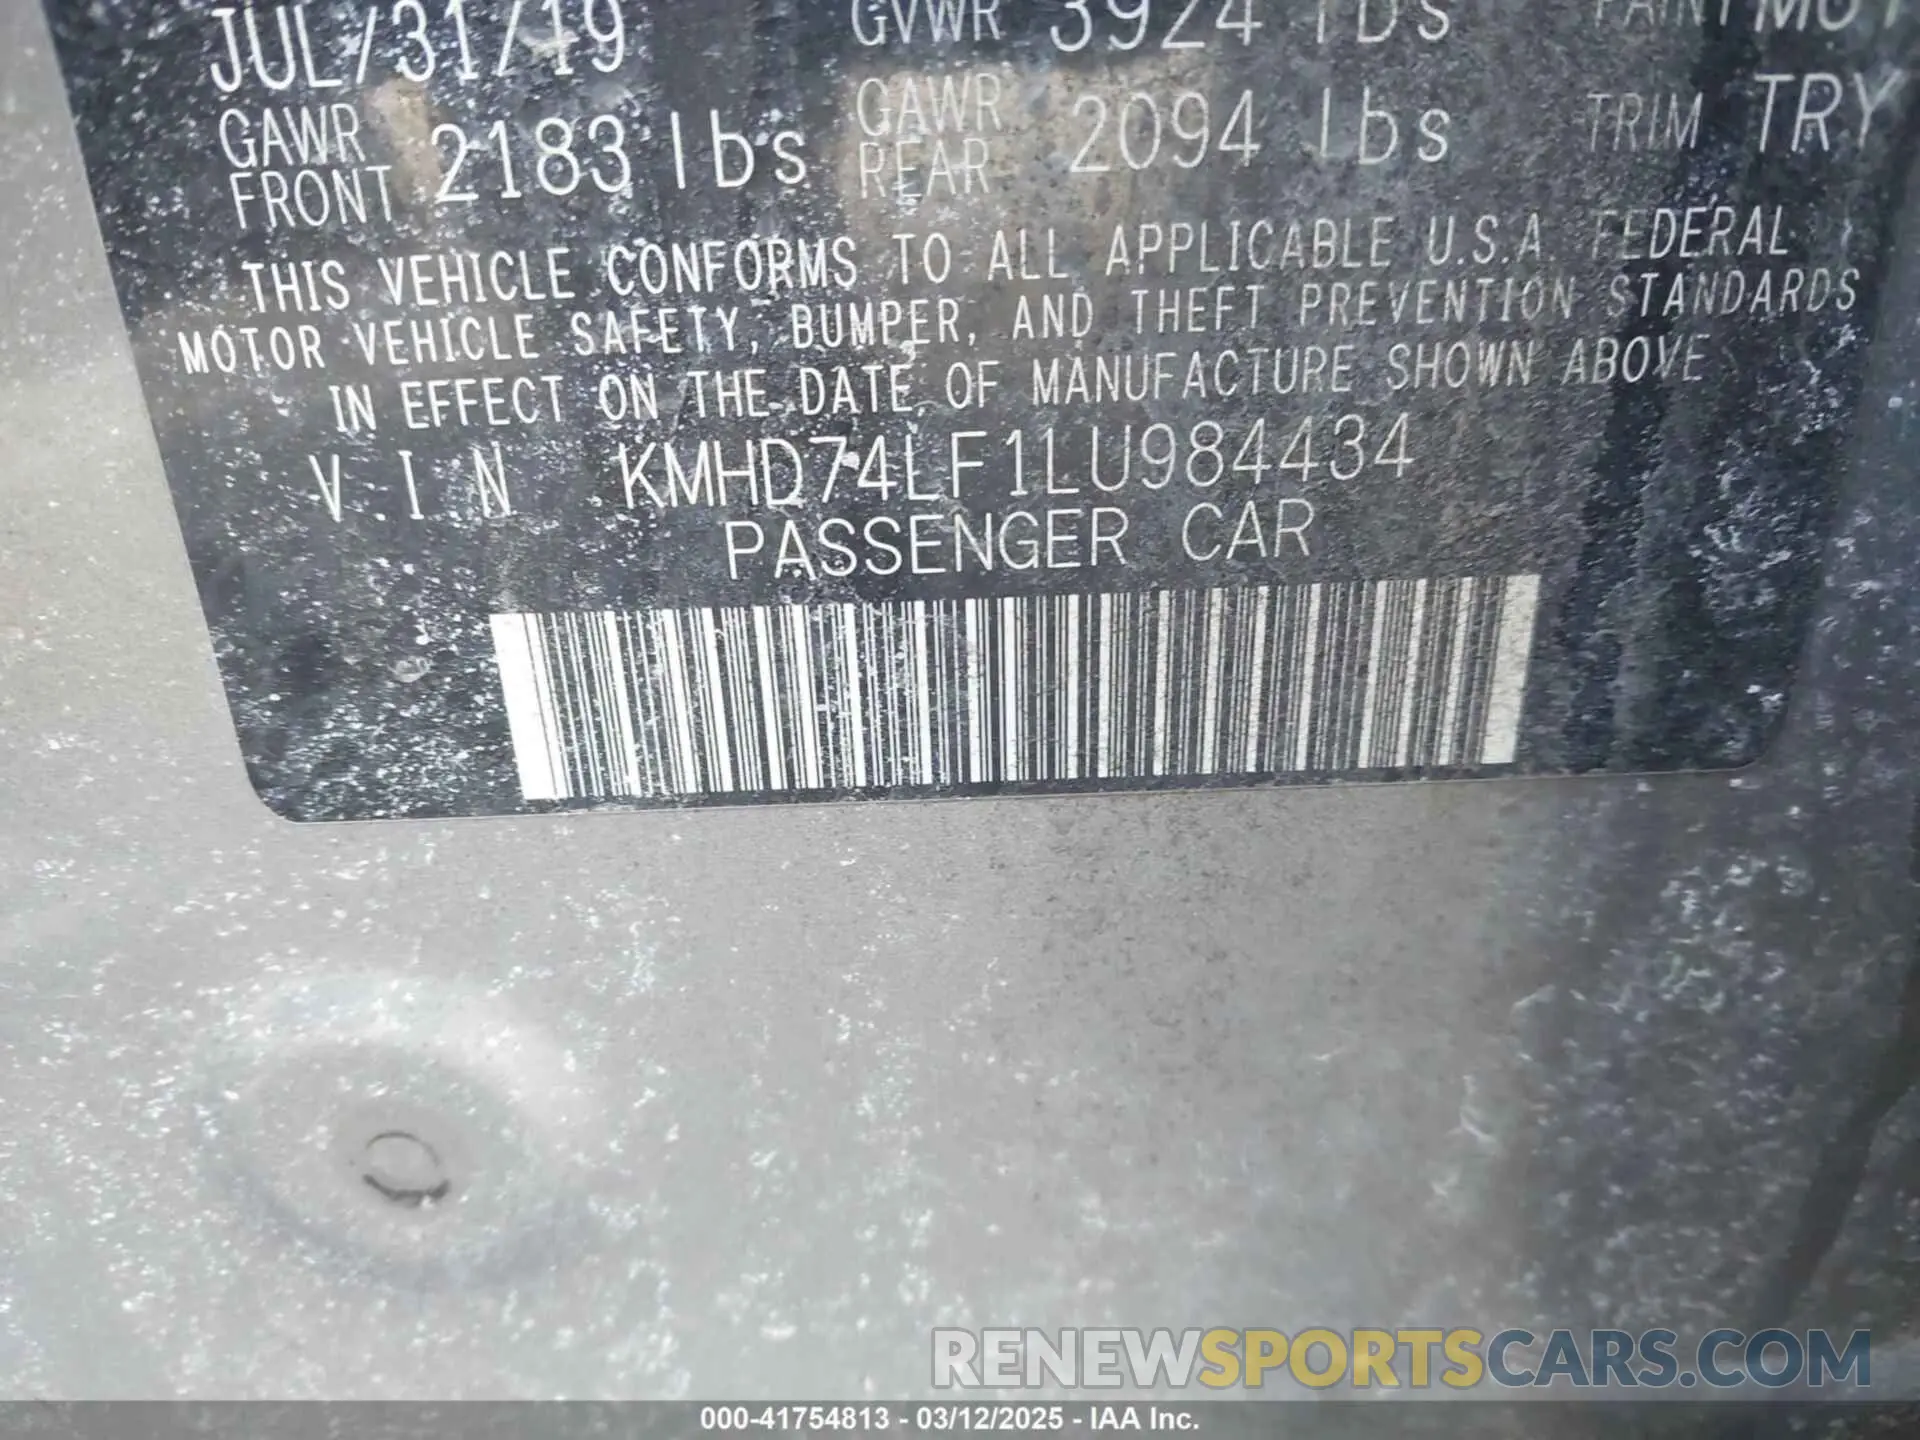 JUL/31/19 GVWR 3924 lbs PAINT
GAWR FRONT 2183 lbs GAWR REAR 2094 lbs TRIM TRY
THIS VEHICLE CONFORMS TO ALL APPLICABLE U.S.A. FEDERAL
MOTOR VEHICLE SAFETY, BUMPER, AND THEFT PREVENTION STANDARDS
IN EFFECT ON THE DATE OF MANUFACTURE SHOWN ABOVE
VIN KMHD74LF1LU984434
PASSENGER CAR
RENEWSPORTSCARS.COM
000-41754813 - 03/12/2025 - IAA Inc.